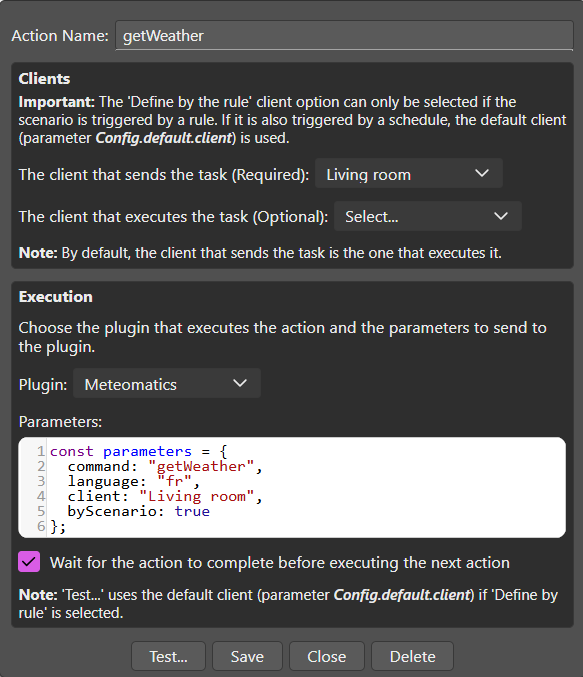 Action Name: getWeather
Clients
Important: The 'Define by the rule' client option can only be selected if the
scenario is triggered by a rule. If it is also triggered by a schedule, the default client
(parameter Config.default.client) is used.
The client that sends the task (Required): Living room
The client that executes the task (Optional): Select...
Note: By default, the client that sends the task is the one that executes it.
Execution
Choose the plugin that executes the action and the parameters to send to
the plugin.
Plugin: Meteomatics
Parameters:
1 const parameters = {
2   command: "getWeather",
3   language: "fr",
4   client: "Living room",
5   byScenario: true
6 };
Wait for the action to complete before executing the next action
Note: 'Test...' uses the default client (parameter Config.default.client) if 'Define by
rule' is selected.
Test... Save Close Delete